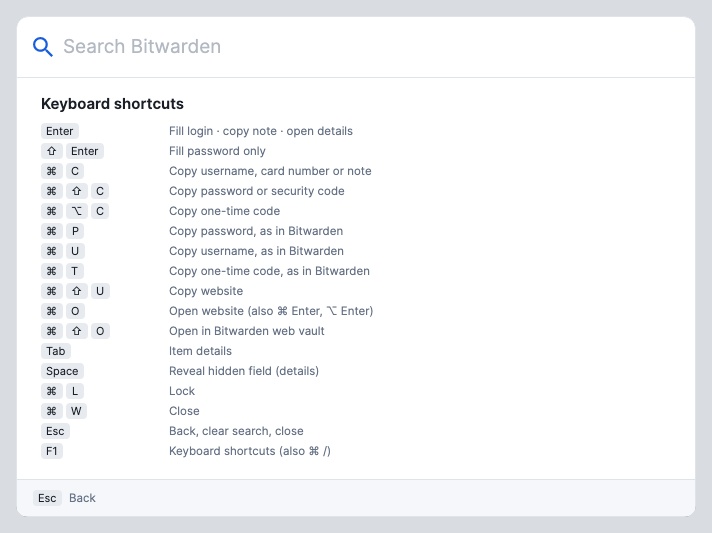 Search Bitwarden
Keyboard shortcuts
Enter Fill login · copy note · open details
⇧ Enter Fill password only
⌘ C Copy username, card number or note
⌘ ⇧ C Copy password or security code
⌘ ⌥ C Copy one-time code
⌘ P Copy password, as in Bitwarden
⌘ U Copy username, as in Bitwarden
⌘ T Copy one-time code, as in Bitwarden
⌘ ⇧ U Copy website
⌘ O Open website (also ⌘ Enter, ⌥ Enter)
⌘ ⇧ O Open in Bitwarden web vault
Tab Item details
Space Reveal hidden field (details)
⌘ L Lock
⌘ W Close
Esc Back, clear search, close
F1 Keyboard shortcuts (also ⌘ /)
Esc Back